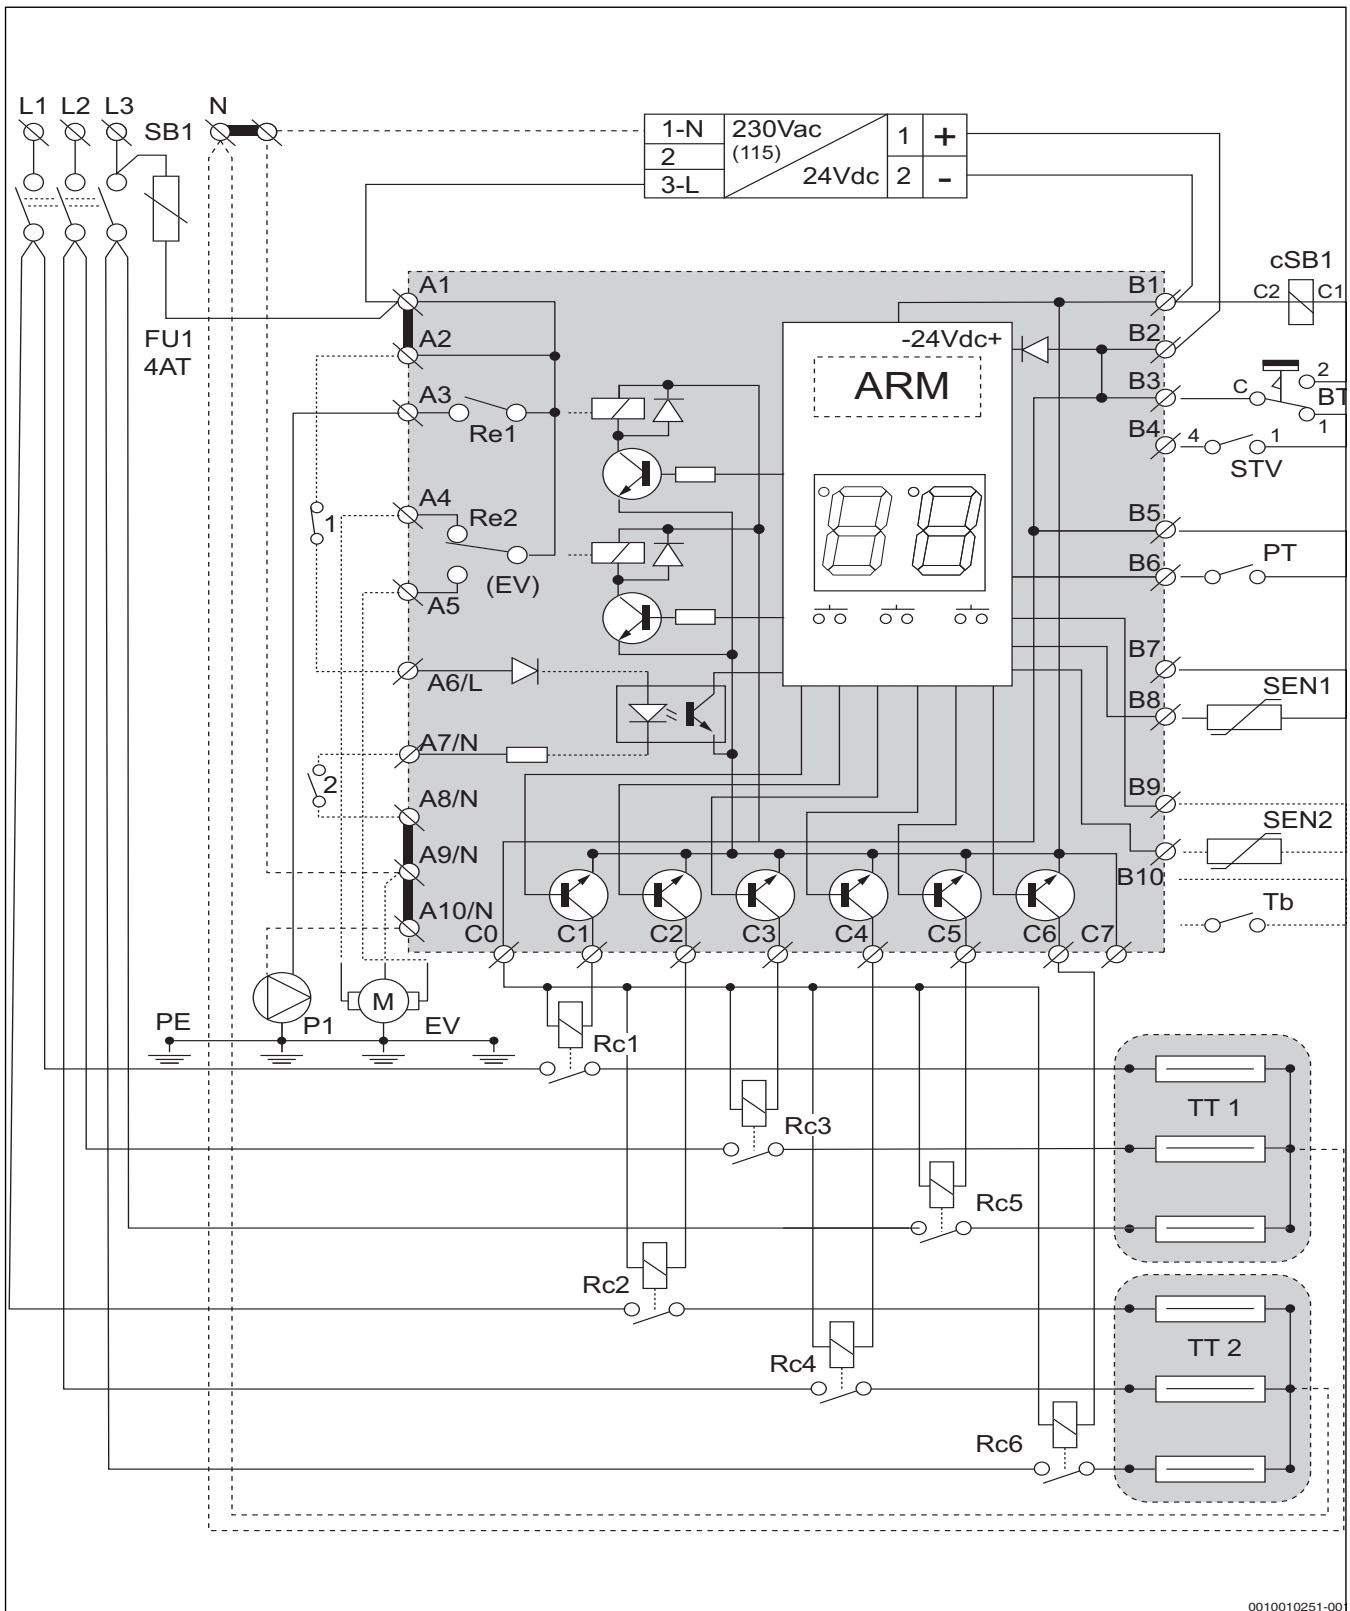 L1 L2 L3 SB1 N
1-N 230Vac 1 +
2 (115)
3-L 24Vdc 2 -
cSB1
A1 B1 C2 C1
FU1
4AT
A2 B2
-24Vdc+
ARM
A3 B3 C 2
BT
1
Re1 B4 4 1
STV
A4 Re2 B5
1
(EV) B6 PT
A5
A6/L B7
B8 SEN1
A7/N
2
A8/N B9
SEN2
A9/N B10
A10/N Tb
C0 C1 C2 C3 C4 C5 C6 C7
M
PE P1 EV
Rc1
TT 1
Rc3
Rc5
Rc2
TT 2
Rc4
Rc6
0010010251-001